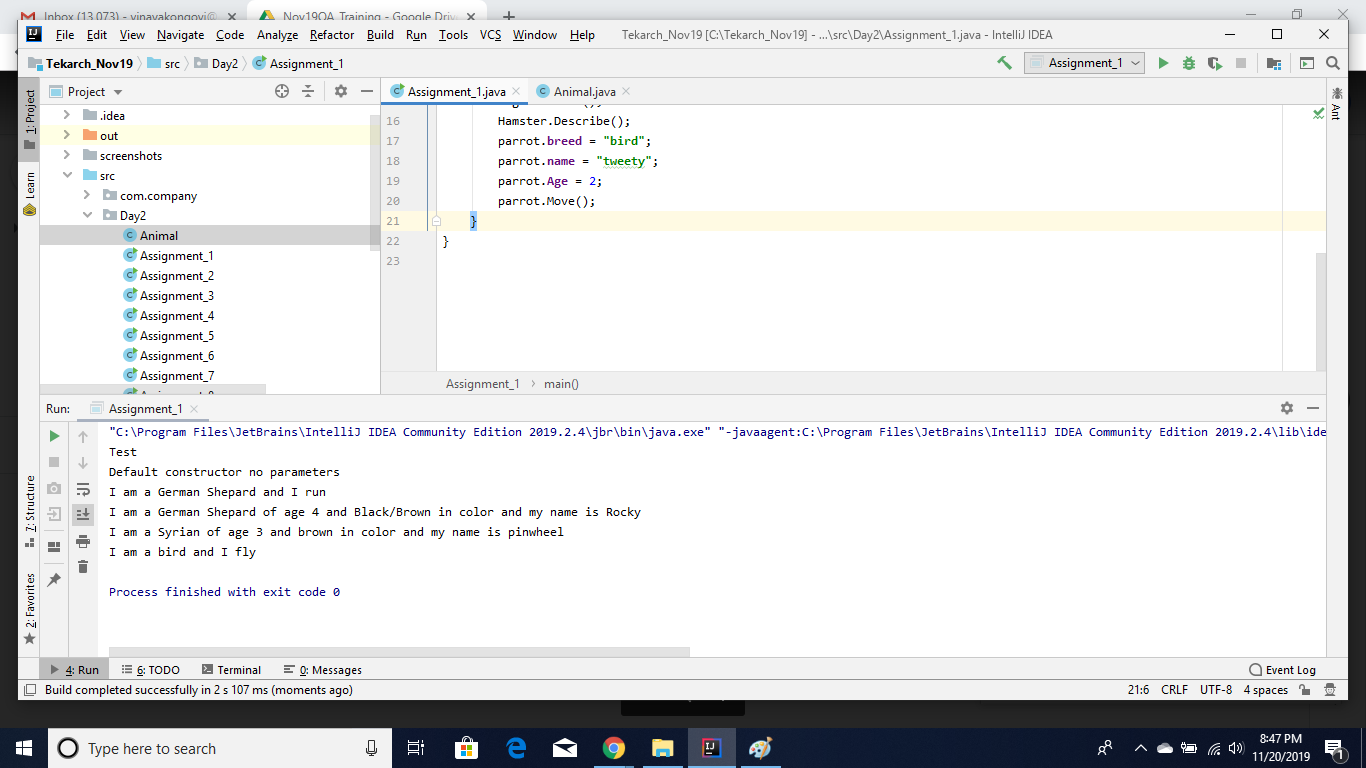 Inbox (13,073) - vinayakongovi@
Nov19QA_Training - Google Driv
File Edit View Navigate Code Analyze Refactor Build Run Tools VCS Window Help Tekarch_Nov19 [C:\Tekarch_Nov19] - ...\src\Day2\Assignment_1.java - IntelliJ IDEA
Tekarch_Nov19 src Day2 Assignment_1 Assignment_1
1: Project
Learn
7: Structure
2: Favorites
Project
.idea
out
screenshots
src
com.company
Day2
Animal
Assignment_1
Assignment_2
Assignment_3
Assignment_4
Assignment_5
Assignment_6
Assignment_7
Assignment_1.java Animal.java
Ant
16 Hamster.Describe();
17 parrot.breed = "bird";
18 parrot.name = "tweety";
19 parrot.Age = 2;
20 parrot.Move();
21 }
22 }
23
Assignment_1 › main()
Run: Assignment_1
"C:\Program Files\JetBrains\IntelliJ IDEA Community Edition 2019.2.4\jbr\bin\java.exe" "-javaagent:C:\Program Files\JetBrains\IntelliJ IDEA Community Edition 2019.2.4\lib\ide
Test
Default constructor no parameters
I am a German Shepard and I run
I am a German Shepard of age 4 and Black/Brown in color and my name is Rocky
I am a Syrian of age 3 and brown in color and my name is pinwheel
I am a bird and I fly
Process finished with exit code 0
4: Run 6: TODO Terminal 0: Messages Event Log
Build completed successfully in 2 s 107 ms (moments ago) 21:6 CRLF UTF-8 4 spaces
Type here to search
8:47 PM
11/20/2019
1